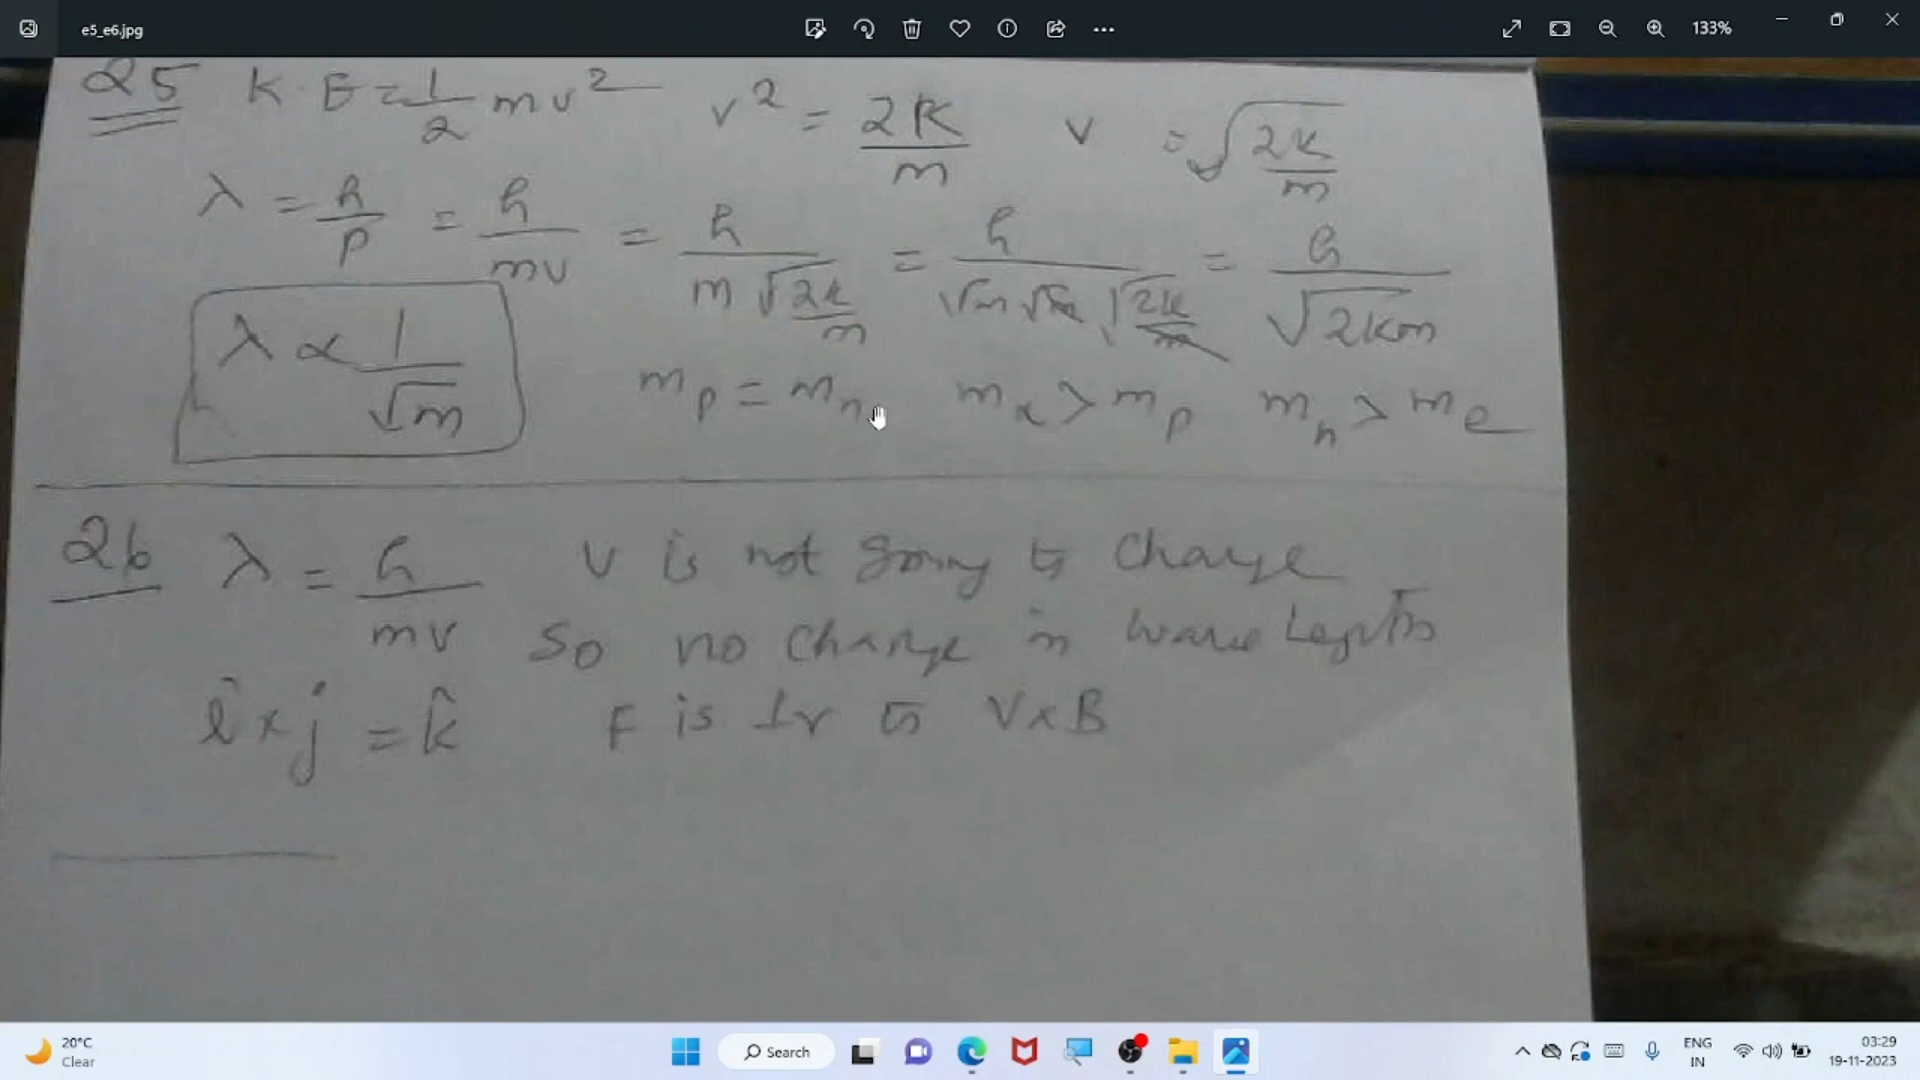 e5_e6.jpg
133%
25 K.E = 1/2 mv² v² = 2K/m v = √(2k/m)
λ = h/p = h/mv = h/(m√(2k/m)) = h/(√m √m √(2k/m)) = h/√(2km)
λ ∝ 1/√m
mp = mn mα > mp mn > me
26 λ = h/mv v is not going to change
so no change in wave length
î × j = k̂ F is ⊥r to V×B
20°C
Clear
Search
ENG
IN
03:29
19-11-2023